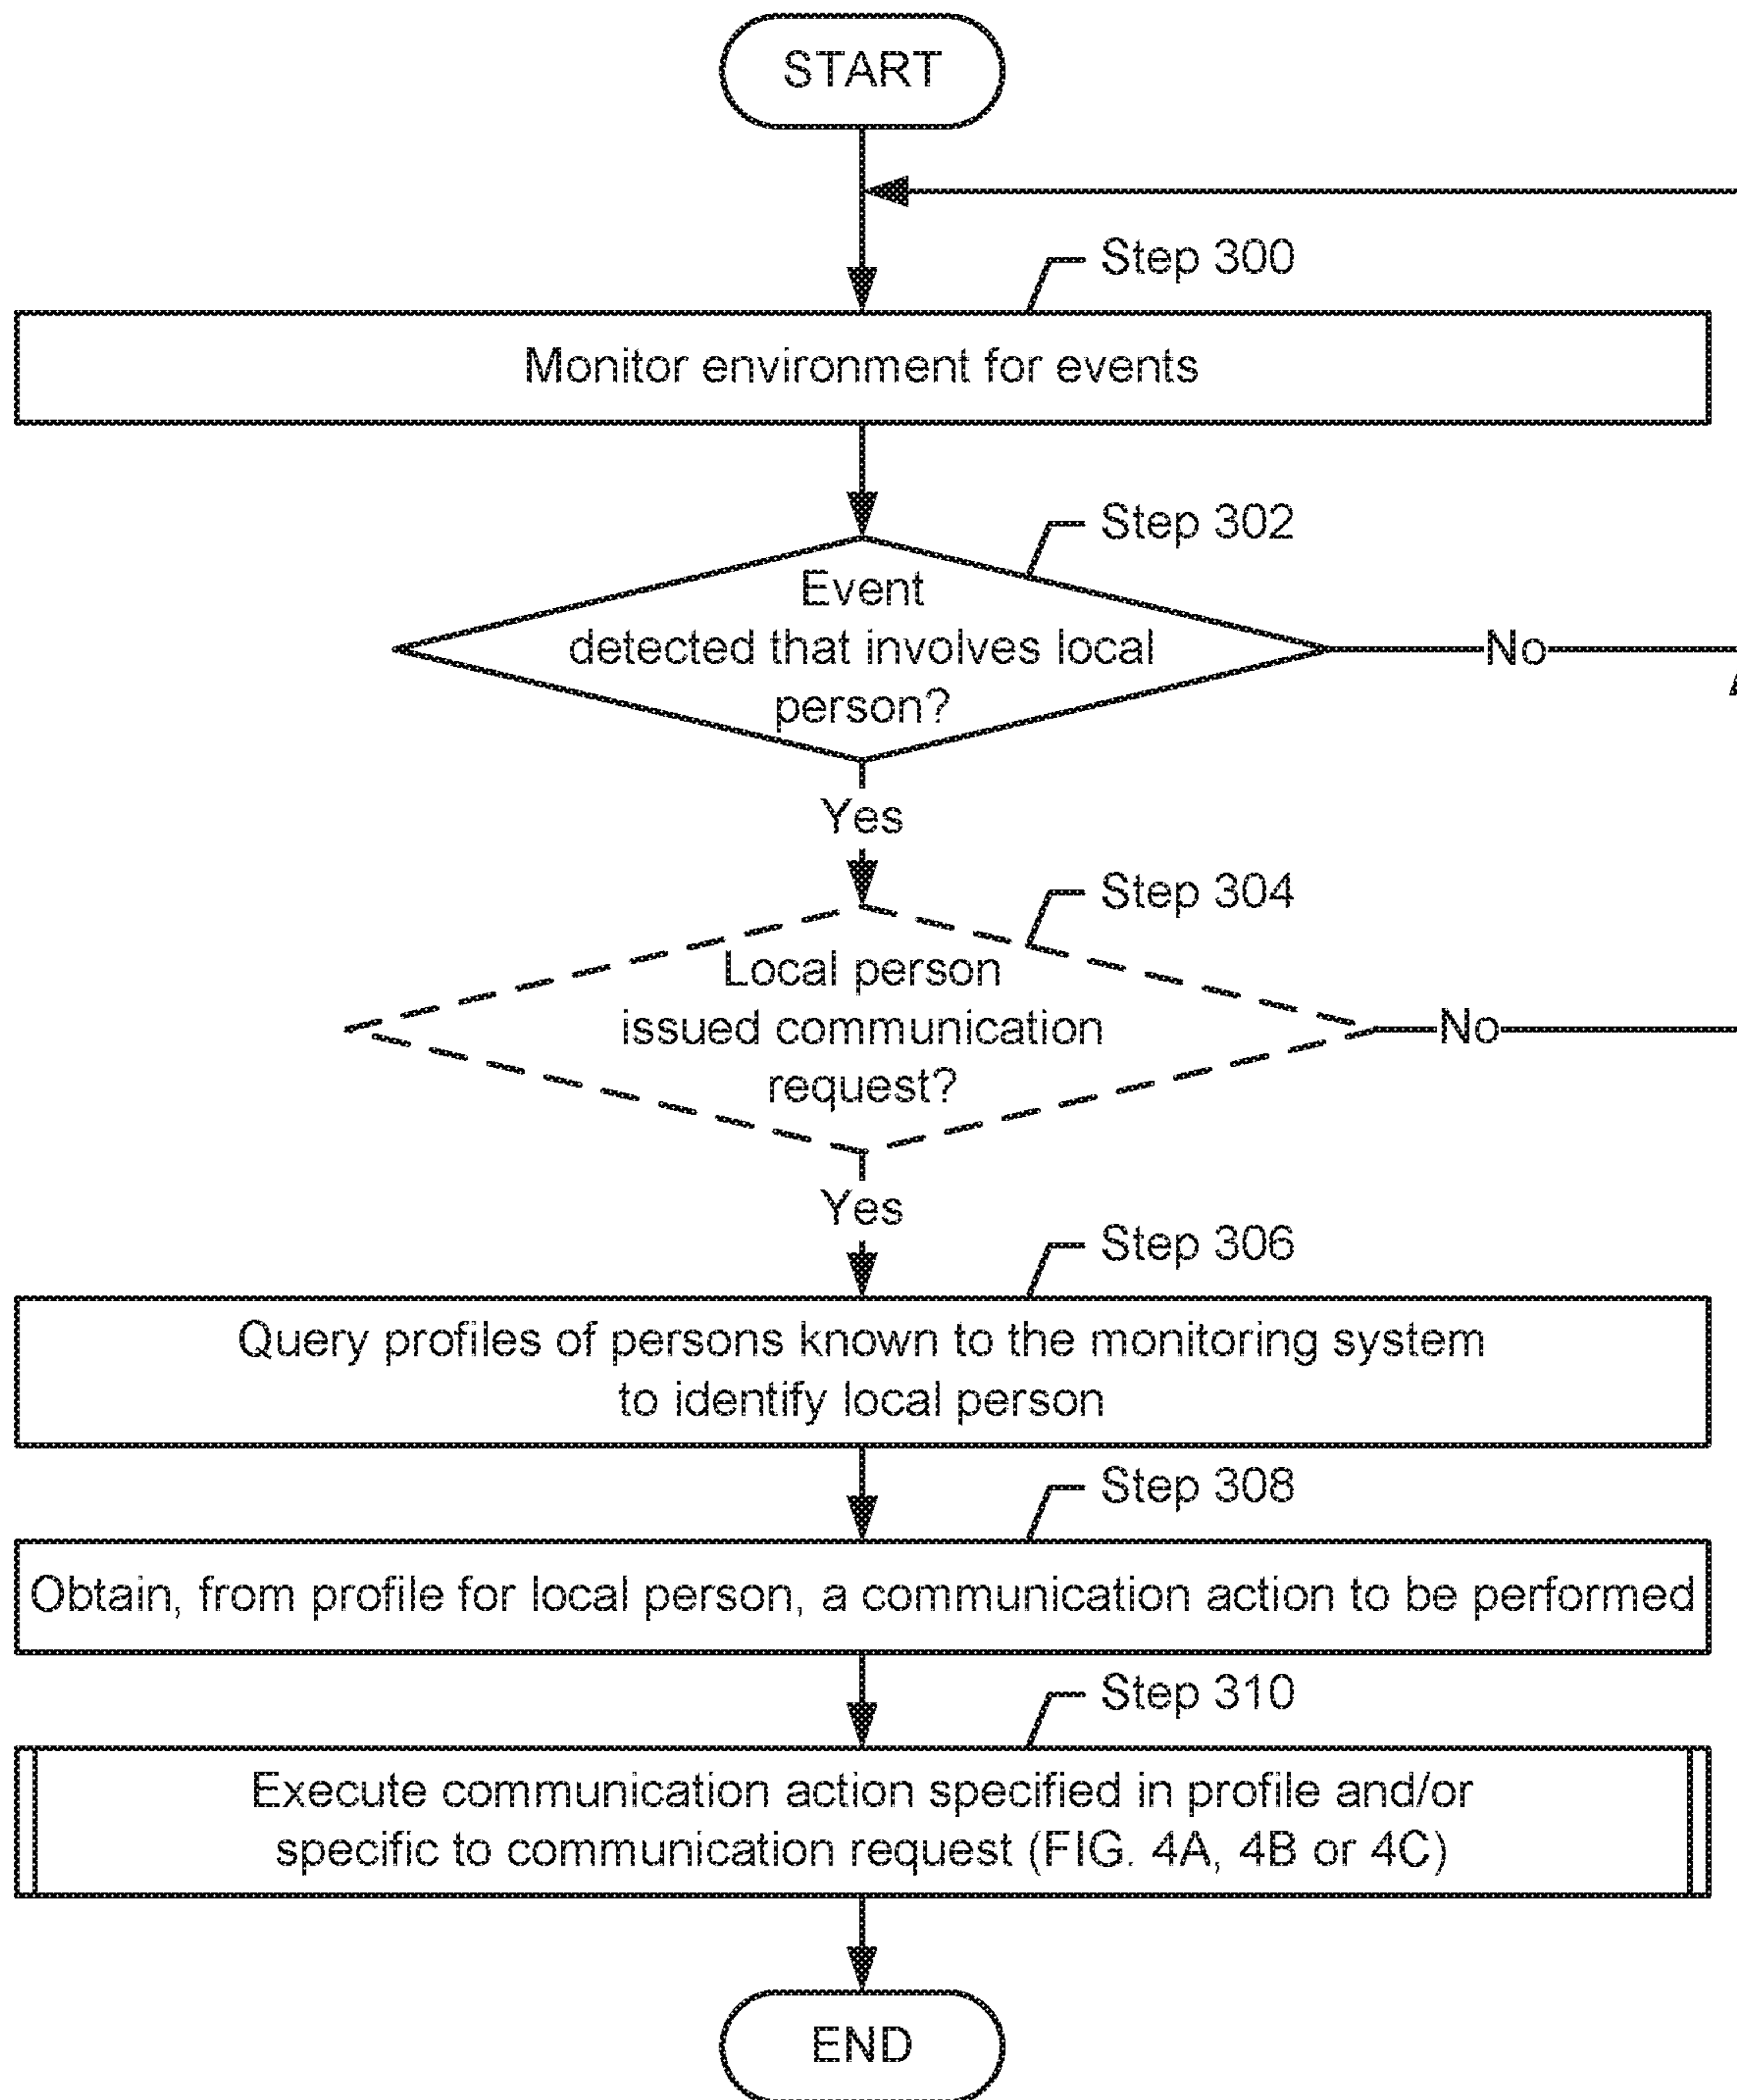 START
Step 300
Monitor environment for events
Step 302
Event
detected that involves local
person?
No
Yes
Step 304
Local person
issued communication
request?
No
Yes
Step 306
Query profiles of persons known to the monitoring system
to identify local person
Step 308
Obtain, from profile for local person, a communication action to be performed
Step 310
Execute communication action specified in profile and/or
specific to communication request (FIG. 4A, 4B or 4C)
END